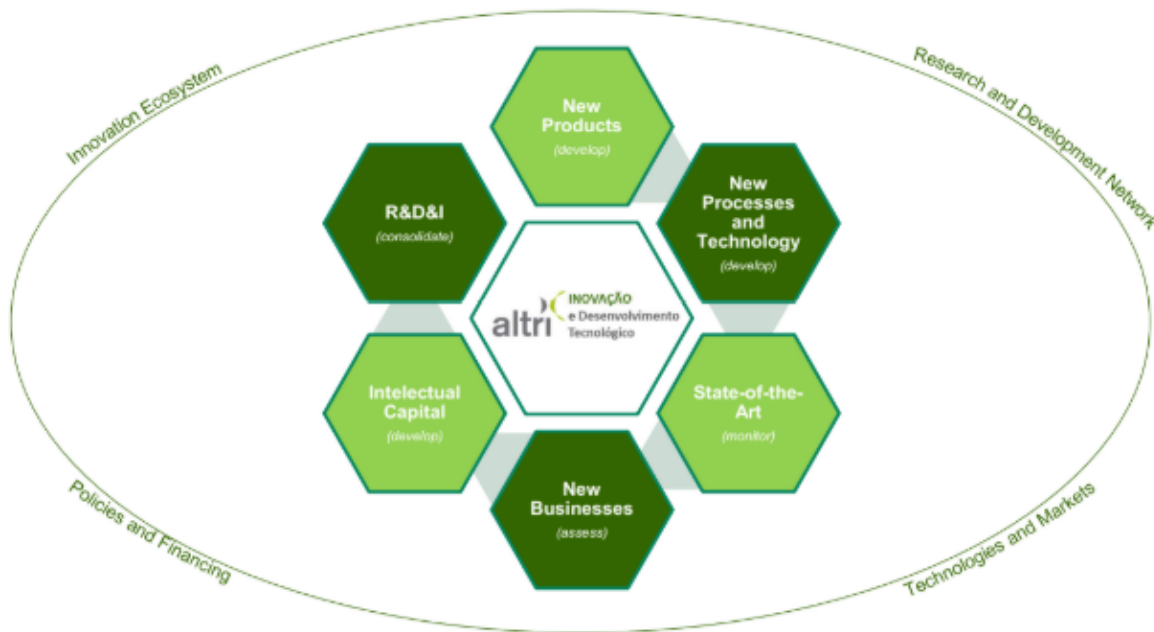 Innovation Ecosystem
Research and Development Network
New
Products
(develop)
R&D&I
(consolidate)
New
Processes
and
Technology
(develop)
altri
INOVAÇÃO
e Desenvolvimento
Tecnológico
Intelectual
Capital
(develop)
State-of-the-
Art
(monitor)
New
Businesses
(assess)
Policies and Financing
Technologies and Markets